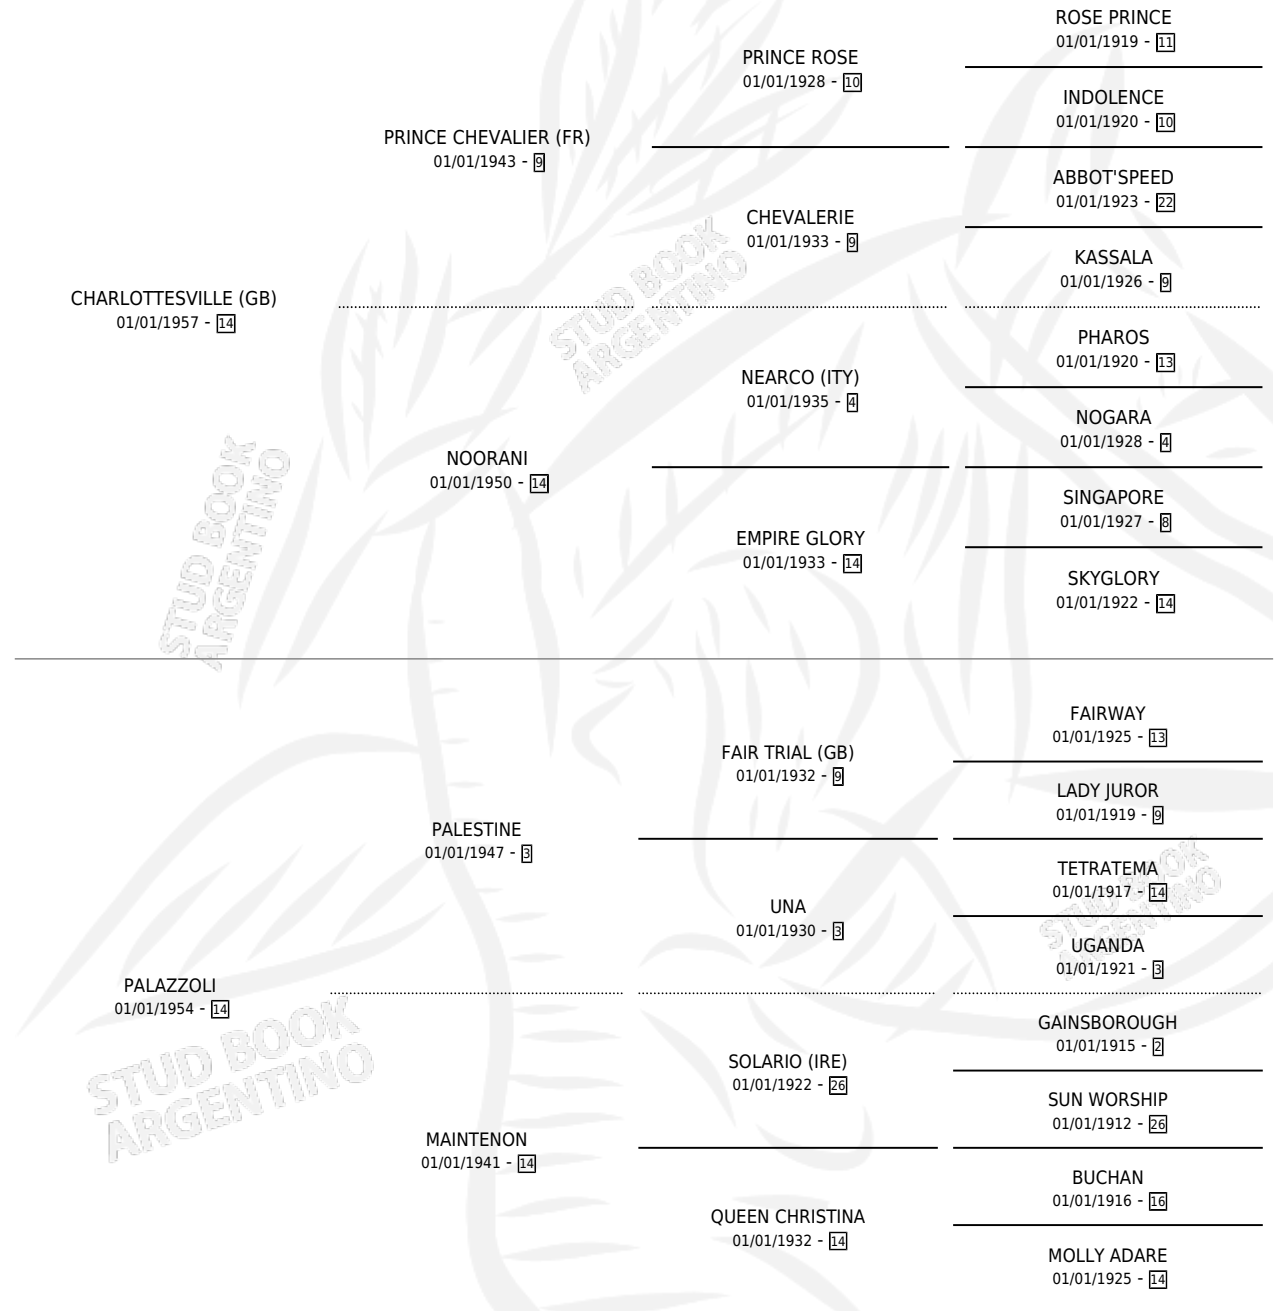 ROSE PRINCE
01/01/1919 - 11
PRINCE ROSE
01/01/1928 - 10
INDOLENCE
01/01/1920 - 10
PRINCE CHEVALIER (FR)
01/01/1943 - 9
ABBOT'SPEED
01/01/1923 - 22
CHEVALERIE
01/01/1933 - 9
KASSALA
01/01/1926 - 9
CHARLOTTESVILLE (GB)
01/01/1957 - 14
STUD BOOK
ARGENTINO
PHAROS
01/01/1920 - 13
NEARCO (ITY)
01/01/1935 - 4
NOGARA
01/01/1928 - 4
NOORANI
01/01/1950 - 14
SINGAPORE
01/01/1927 - 8
EMPIRE GLORY
01/01/1933 - 14
SKYGLORY
01/01/1922 - 14
STUD BOOK
ARGENTINO
FAIRWAY
01/01/1925 - 13
FAIR TRIAL (GB)
01/01/1932 - 9
LADY JUROR
01/01/1919 - 9
PALESTINE
01/01/1947 - 3
TETRATEMA
01/01/1917 - 14
UNA
01/01/1930 - 3
UGANDA
01/01/1921 - 3
STUD BOOK
ARGENTINO
PALAZZOLI
01/01/1954 - 14
STUD BOOK
ARGENTINO
GAINSBOROUGH
01/01/1915 - 2
SOLARIO (IRE)
01/01/1922 - 26
SUN WORSHIP
01/01/1912 - 26
MAINTENON
01/01/1941 - 14
BUCHAN
01/01/1916 - 16
QUEEN CHRISTINA
01/01/1932 - 14
MOLLY ADARE
01/01/1925 - 14